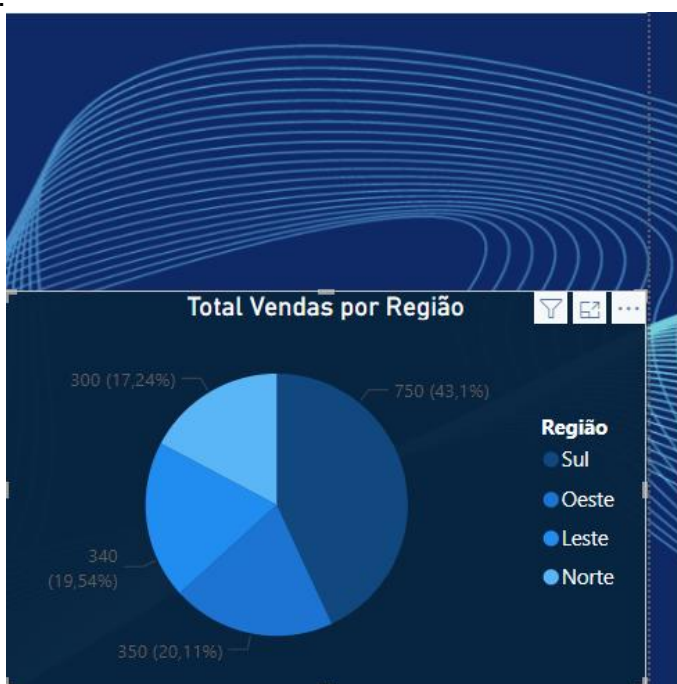 Total Vendas por Região
300 (17,24%)
750 (43,1%)
Região
Sul
Oeste
Leste
Norte
340
(19,54%)
350 (20,11%)